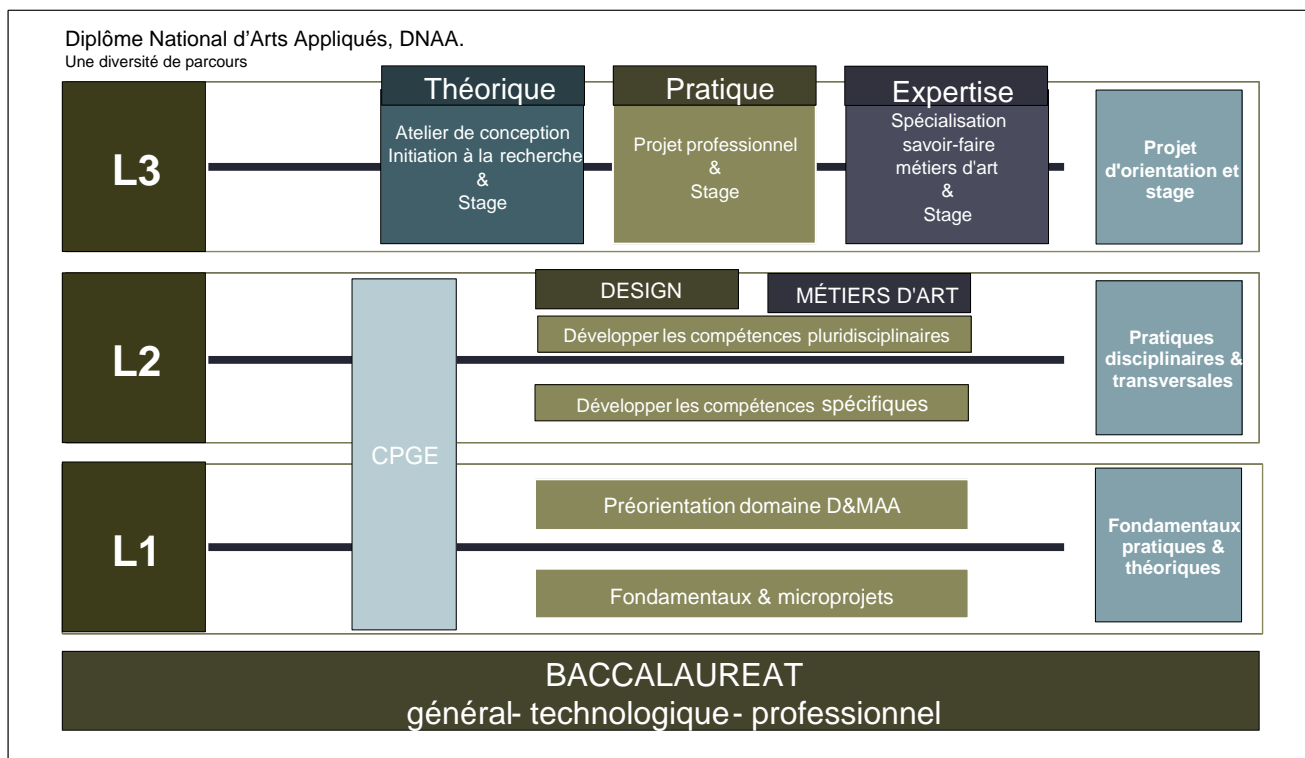 Diplôme National d'Arts Appliqués, DNAA.
Une diversité de parcours
L3
Théorique
Atelier de conception
Initiation à la recherche
&
Stage
Pratique
Projet professionnel
&
Stage
Expertise
Spécialisation
savoir-faire
métiers d'art
&
Stage
Projet
d'orientation et
stage
L2
CPGE
DESIGN
MÉTIERS D'ART
Développer les compétences pluridisciplinaires
Développer les compétences spécifiques
Pratiques
disciplinaires &
transversales
L1
Préorientation domaine D&MAA
Fondamentaux & microprojets
Fondamentaux
pratiques &
théoriques
BACCALAUREAT
général- technologique- professionnel